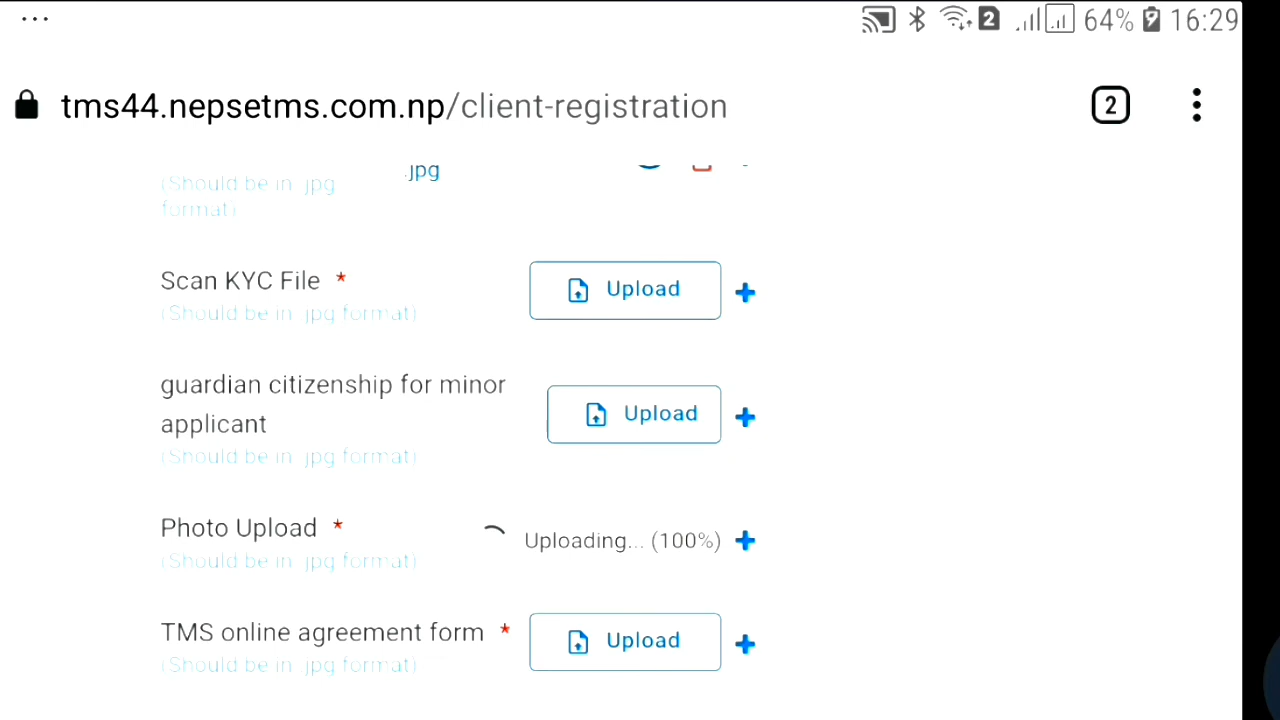 ...
64% 16:29
2
tms44.nepsetms.com.np/client-registration
2
.jpg
(Should be in .jpg
format)
Scan KYC File *
Upload
(Should be in .jpg format)
guardian citizenship for minor
applicant
Upload
(Should be in .jpg format)
Photo Upload *
Uploading... (100%)
(Should be in .jpg format)
TMS online agreement form *
Upload
(Should be in .jpg format)